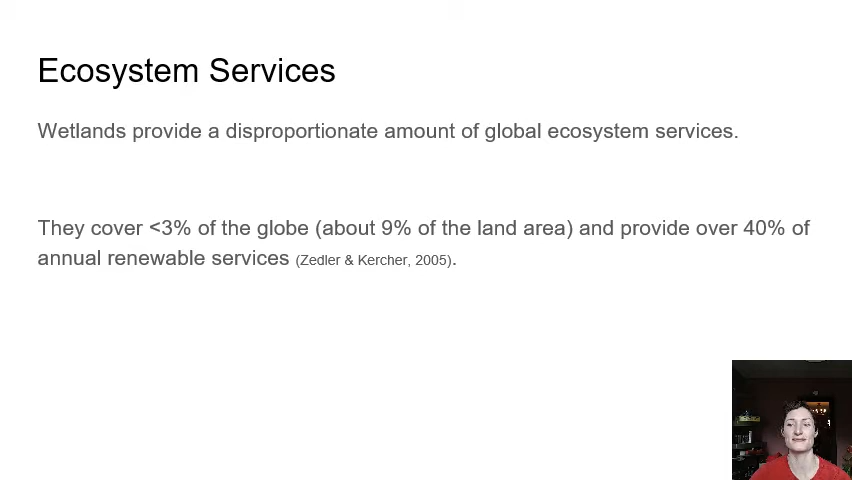 Ecosystem Services
Wetlands provide a disproportionate amount of global ecosystem services.
They cover <3% of the globe (about 9% of the land area) and provide over 40% of
annual renewable services (Zedler & Kercher, 2005).